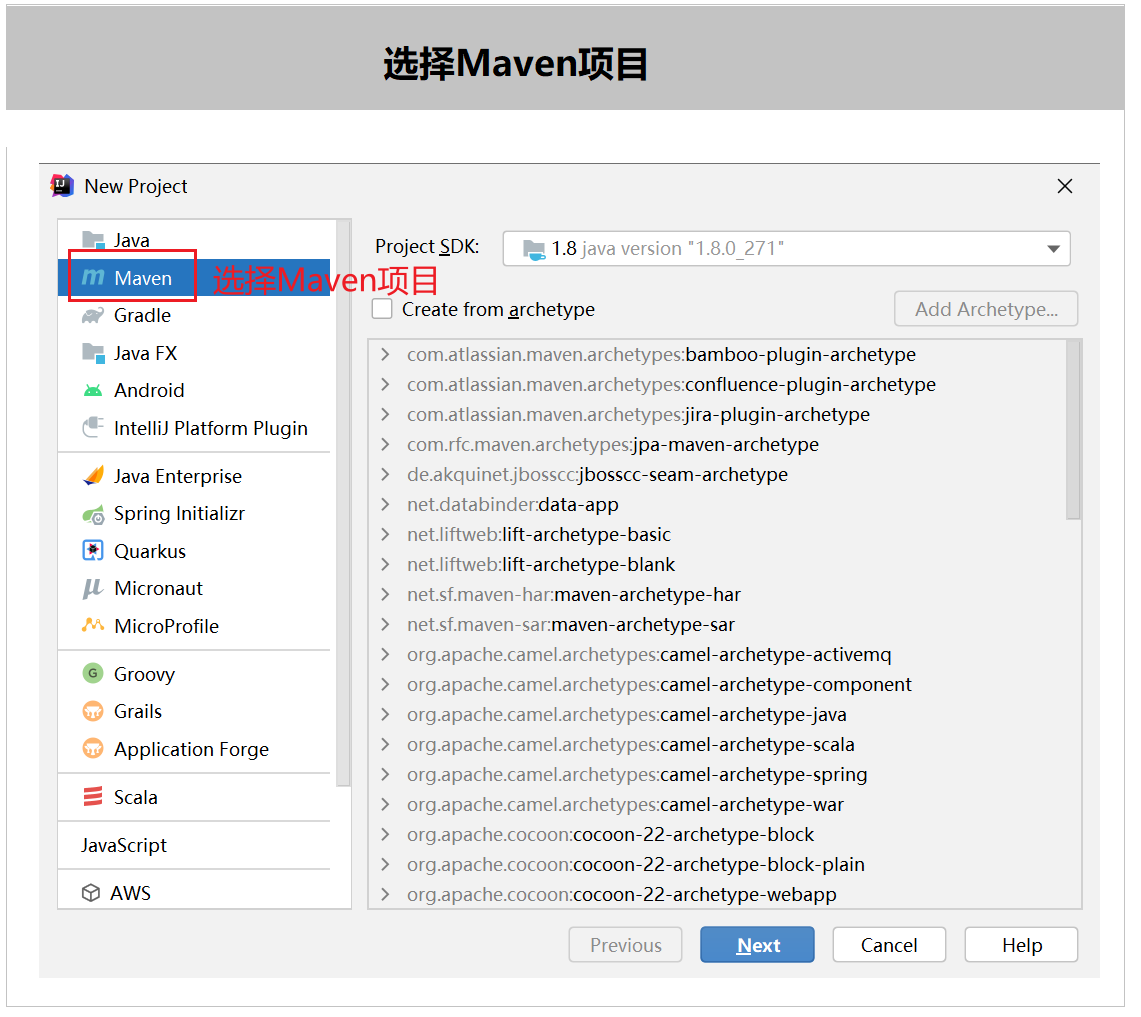 选择Maven项目
New Project
Java
Maven
选择Maven项目
Gradle
Java FX
Android
IntelliJ Platform Plugin
Java Enterprise
Spring Initializr
Quarkus
Micronaut
MicroProfile
Groovy
Grails
Application Forge
Scala
JavaScript
AWS
Project SDK:
1.8 java version "1.8.0_271"
Create from archetype
Add Archetype...
com.atlassian.maven.archetypes:bamboo-plugin-archetype
com.atlassian.maven.archetypes:confluence-plugin-archetype
com.atlassian.maven.archetypes:jira-plugin-archetype
com.rfc.maven.archetypes:jpa-maven-archetype
de.akquinet.jbosscc:jbosscc-seam-archetype
net.databinder:data-app
net.liftweb:lift-archetype-basic
net.liftweb:lift-archetype-blank
net.sf.maven-har:maven-archetype-har
net.sf.maven-sar:maven-archetype-sar
org.apache.camel.archetypes:camel-archetype-activemq
org.apache.camel.archetypes:camel-archetype-component
org.apache.camel.archetypes:camel-archetype-java
org.apache.camel.archetypes:camel-archetype-scala
org.apache.camel.archetypes:camel-archetype-spring
org.apache.camel.archetypes:camel-archetype-war
org.apache.cocoon:cocoon-22-archetype-block
org.apache.cocoon:cocoon-22-archetype-block-plain
org.apache.cocoon:cocoon-22-archetype-webapp
Previous
Next
Cancel
Help